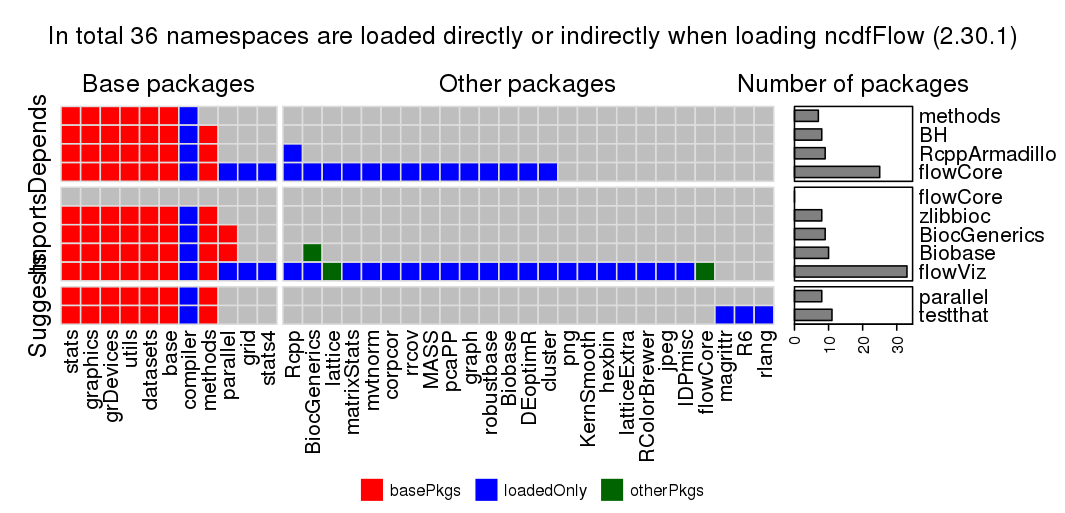 In total 36 namespaces are loaded directly or indirectly when loading ncdfFlow (2.30.1)
Base packages
Other packages
Number of packages
Depends
Imports
Suggests
methods
BH
RcppArmadillo
flowCore
flowCore
zlibbioc
BiocGenerics
Biobase
flowViz
parallel
testthat
0
10
20
30
stats
graphics
grDevices
utils
datasets
base
compiler
methods
parallel
grid
stats4
Rcpp
BiocGenerics
lattice
matrixStats
mvtnorm
corpcor
rrcov
MASS
pcaPP
graph
robustbase
Biobase
DEoptimR
cluster
png
KernSmooth
hexbin
latticeExtra
RColorBrewer
jpeg
IDPmisc
flowCore
magrittr
R6
rlang
basePkgs
loadedOnly
otherPkgs